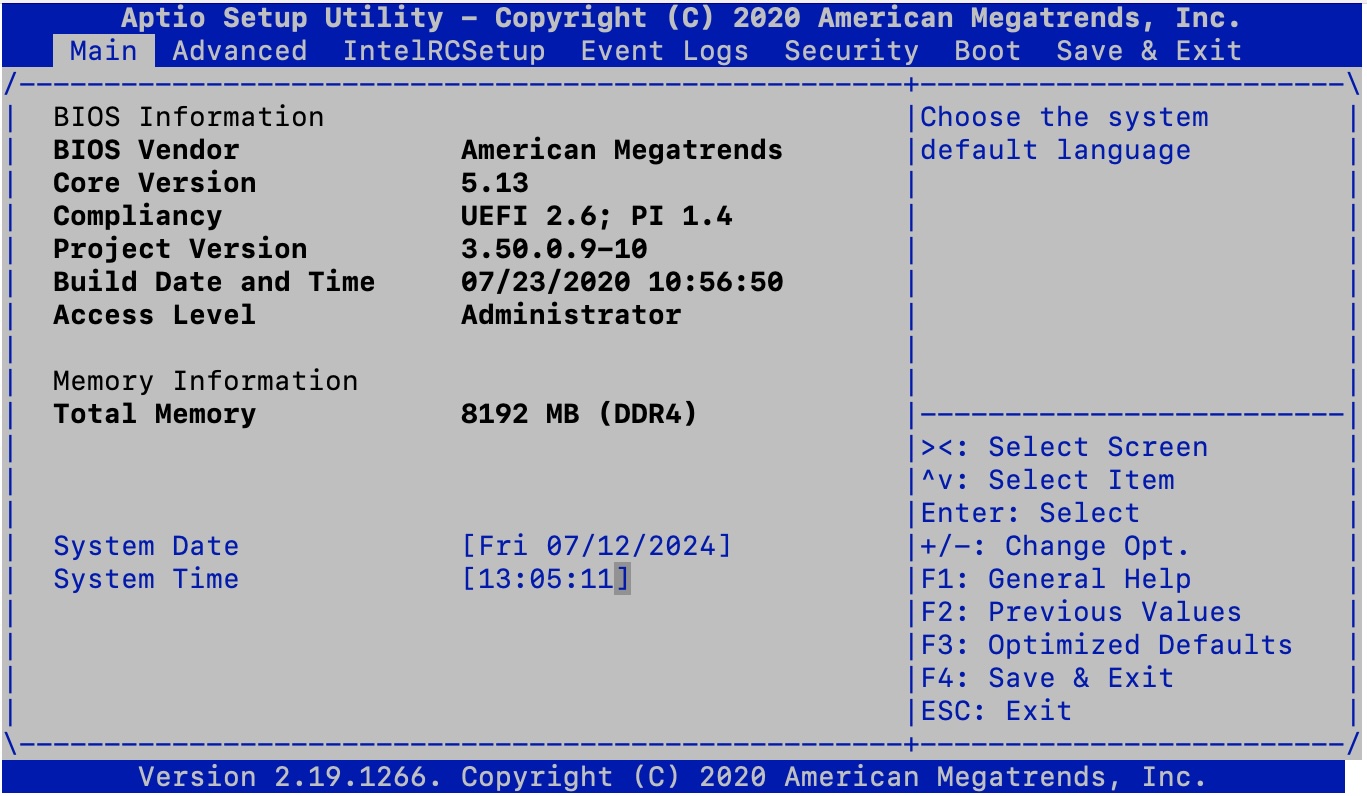 Aptio Setup Utility – Copyright (C) 2020 American Megatrends, Inc.
Main Advanced IntelRCSetup Event Logs Security Boot Save & Exit
BIOS Information
BIOS Vendor American Megatrends
Core Version 5.13
Compliancy UEFI 2.6; PI 1.4
Project Version 3.50.0.9–10
Build Date and Time 07/23/2020 10:56:50
Access Level Administrator
Memory Information
Total Memory 8192 MB (DDR4)
System Date [Fri 07/12/2024]
System Time [13:05:11]
Choose the system
default language
><: Select Screen
^v: Select Item
Enter: Select
+/–: Change Opt.
F1: General Help
F2: Previous Values
F3: Optimized Defaults
F4: Save & Exit
ESC: Exit
Version 2.19.1266. Copyright (C) 2020 American Megatrends, Inc.